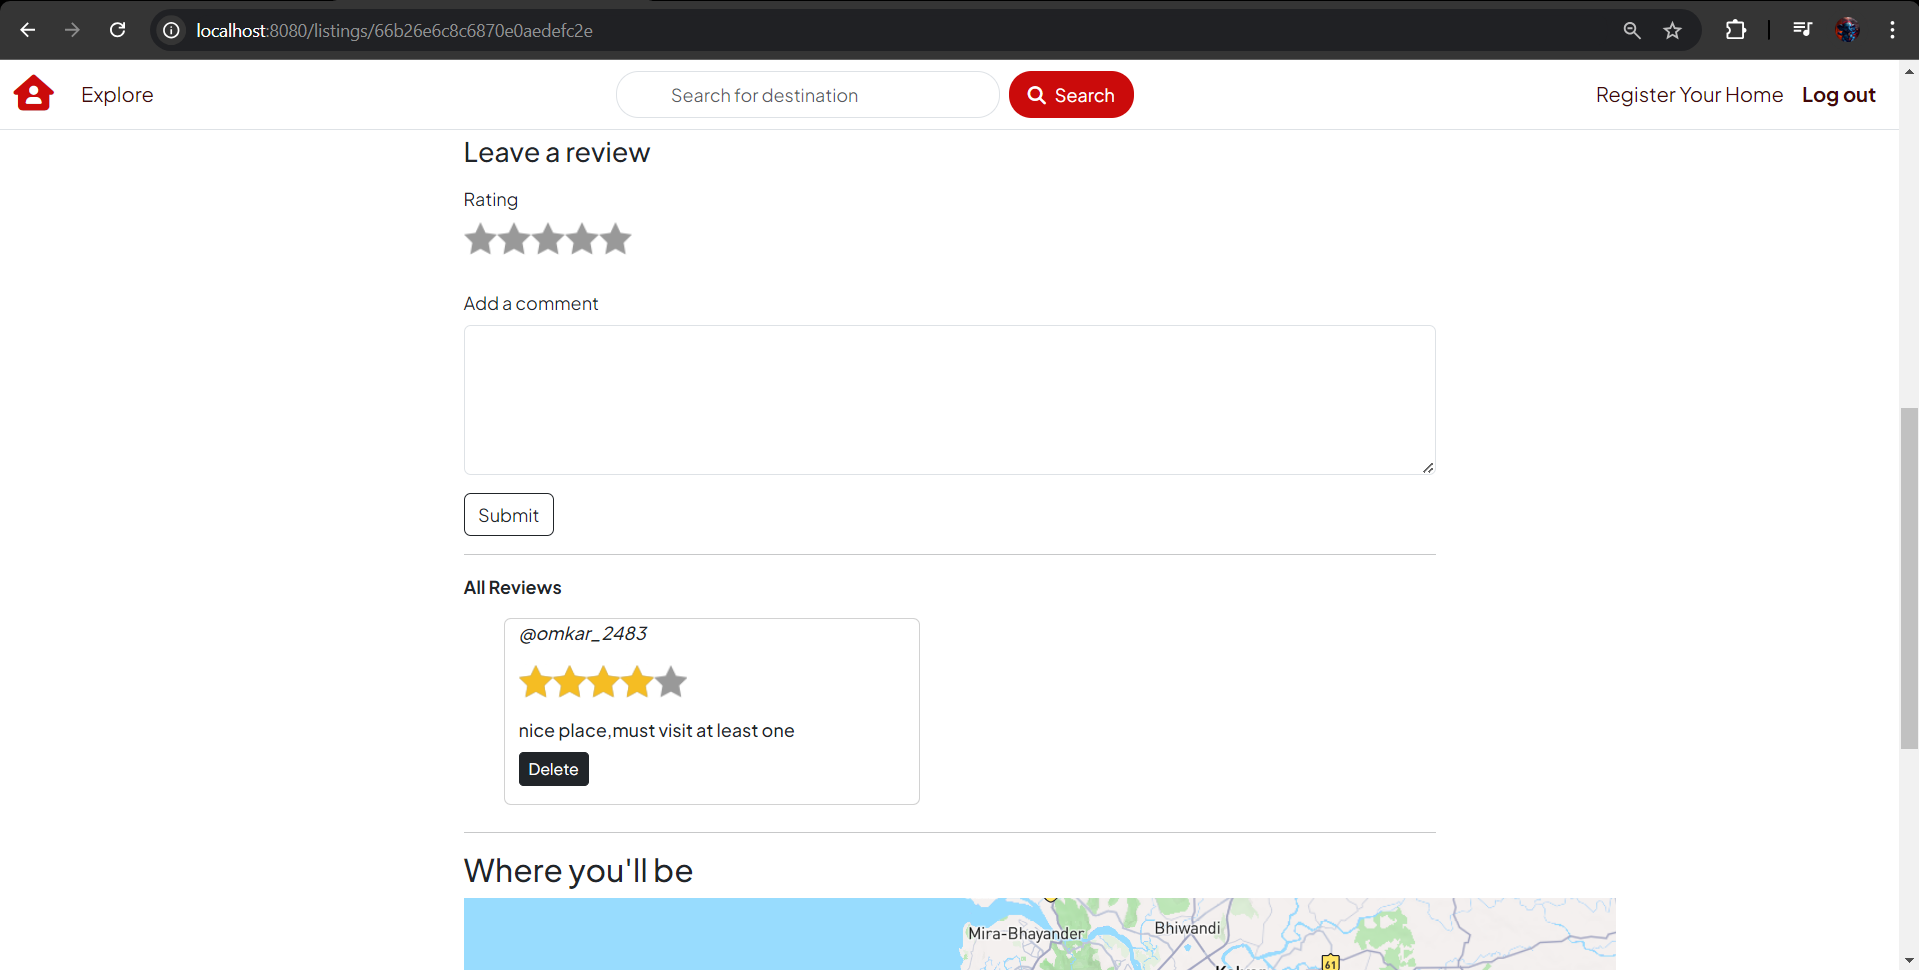 localhost:8080/listings/66b26e6c8c6870e0aedefc2e
Explore
Search for destination
Search
Register Your Home
Log out
Leave a review
Rating
Add a comment
Submit
All Reviews
@omkar_2483
nice place,must visit at least one
Delete
Where you'll be
Mira-Bhayander
Bhiwandi
61